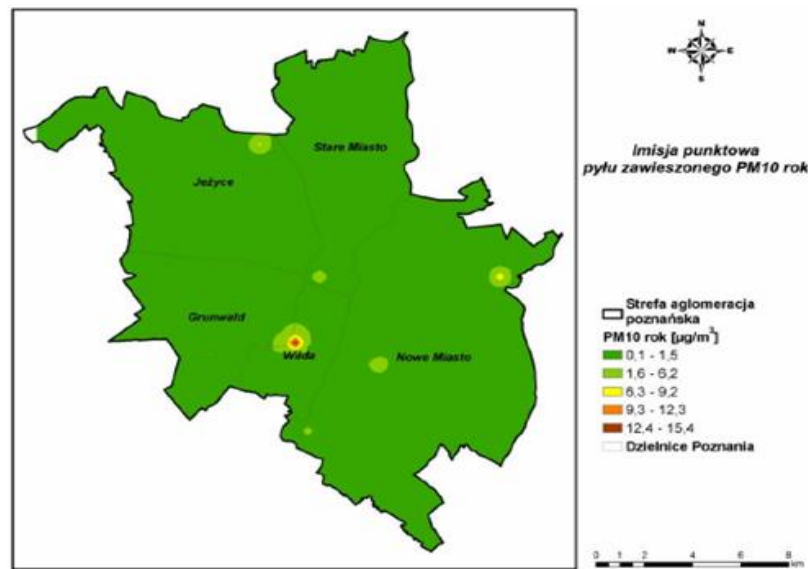 N
W E
S
Imisja punktowa
pyłu zawieszonego PM10 rok
Stare Miasto
Jeżyce
Grunwald
Wilda
Nowe Miasto
Strefa aglomeracja
poznańska
PM10 rok [µg/m³]
0,1 - 1,5
1,6 - 6,2
6,3 - 9,2
9,3 - 12,3
12,4 - 15,4
Dzielnice Poznania
0 1 2 4 6 8
km